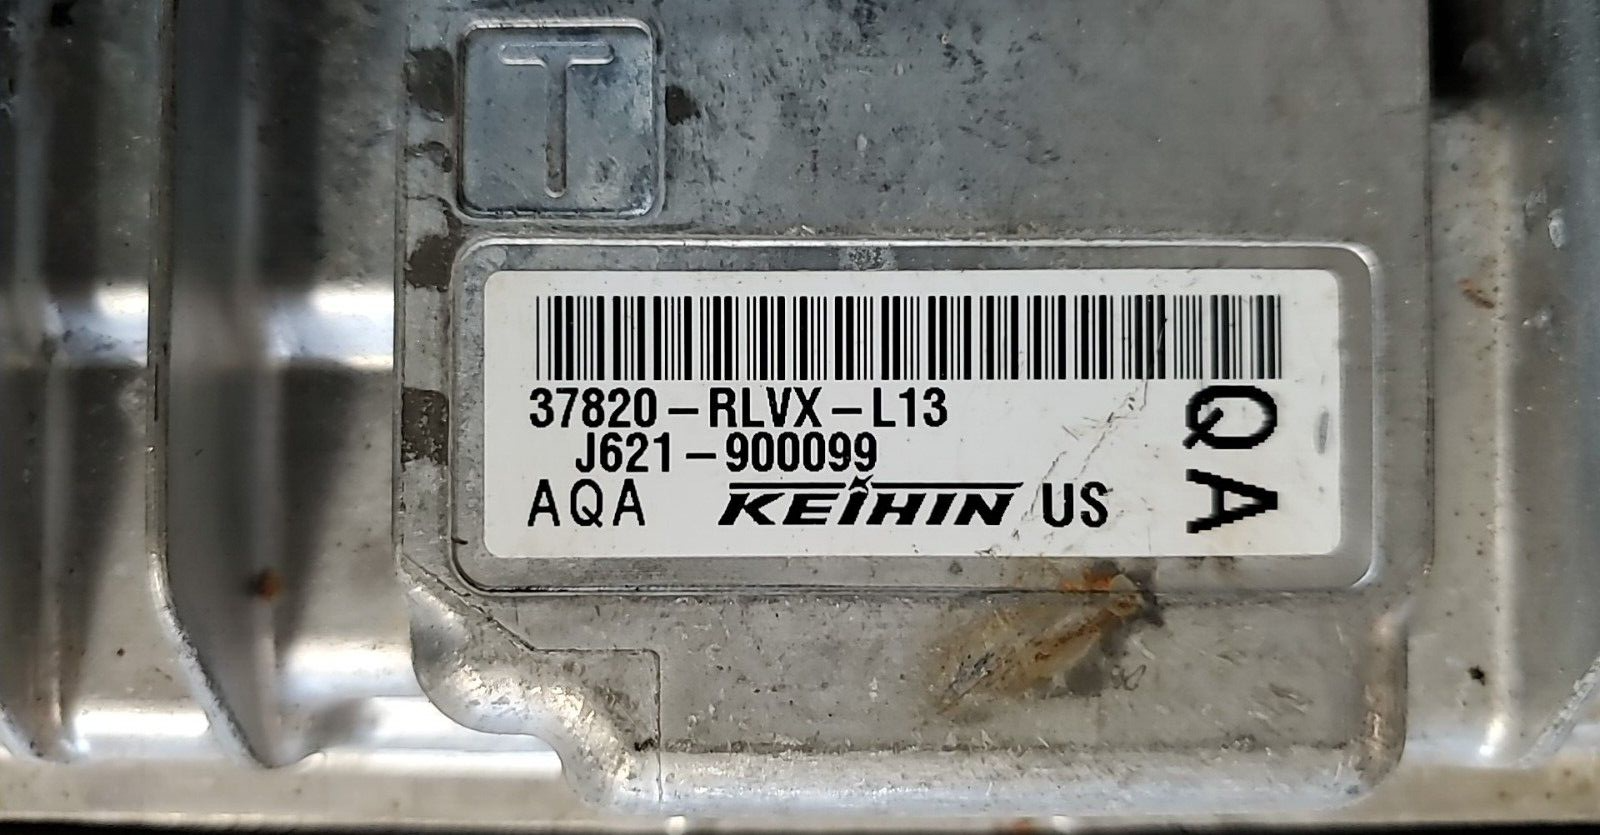 T
37820-RLVX-L13
J621-900099
AQA KEIHIN US
QA